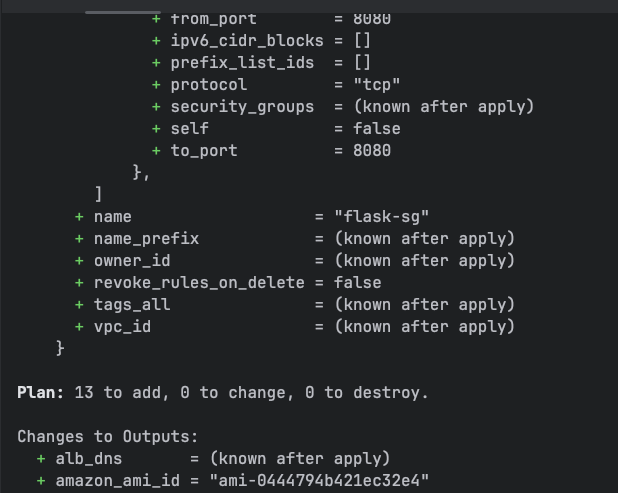 + from_port         = 8080
+ ipv6_cidr_blocks = []
+ prefix_list_ids  = []
+ protocol         = "tcp"
+ security_groups  = (known after apply)
+ self             = false
+ to_port          = 8080
},
]
+ name                   = "flask-sg"
+ name_prefix            = (known after apply)
+ owner_id               = (known after apply)
+ revoke_rules_on_delete = false
+ tags_all               = (known after apply)
+ vpc_id                 = (known after apply)
}
Plan: 13 to add, 0 to change, 0 to destroy.
Changes to Outputs:
+ alb_dns       = (known after apply)
+ amazon_ami_id = "ami-0444794b421ec32e4"